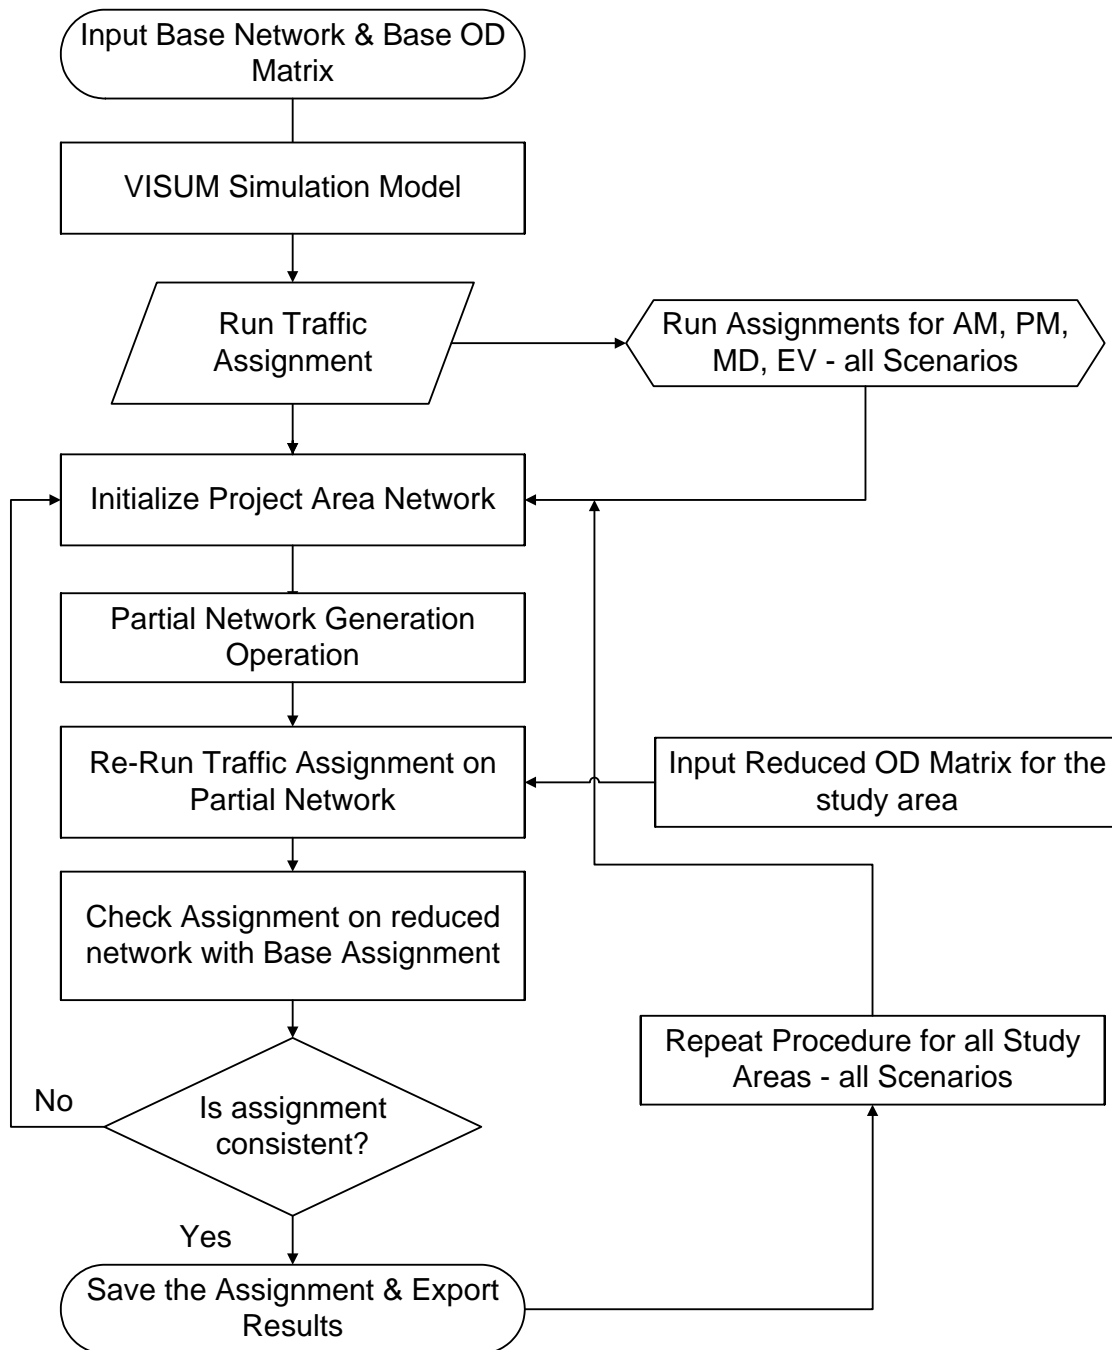 Input Base Network & Base OD
Matrix
VISUM Simulation Model
Run Traffic
Assignment
Run Assignments for AM, PM,
MD, EV - all Scenarios
Initialize Project Area Network
Partial Network Generation
Operation
Re-Run Traffic Assignment on
Partial Network
Input Reduced OD Matrix for the
study area
Check Assignment on reduced
network with Base Assignment
Repeat Procedure for all Study
Areas - all Scenarios
No
Is assignment
consistent?
Yes
Save the Assignment & Export
Results